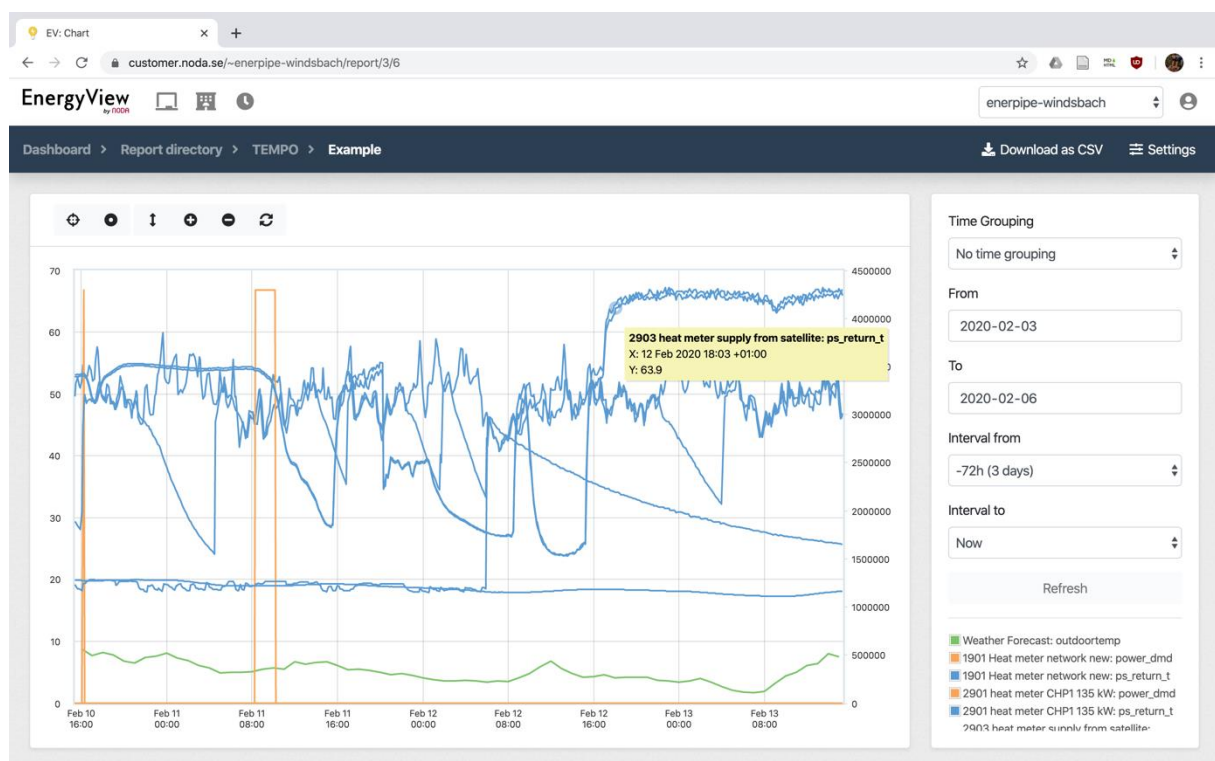 EV: Chart
customer.noda.se/~enerpipe-windsbach/report/3/6
EnergyView
by NODA
enerpipe-windsbach
Dashboard > Report directory > TEMPO > Example
Download as CSV
Settings
70
60
50
40
30
20
10
0
4500000
4000000
3000000
2500000
2000000
1500000
1000000
500000
0
2903 heat meter supply from satellite: ps_return_t
X: 12 Feb 2020 18:03 +01:00
Y: 63.9
Feb 10
16:00
Feb 11
00:00
Feb 11
08:00
Feb 11
16:00
Feb 12
00:00
Feb 12
08:00
Feb 12
16:00
Feb 13
00:00
Feb 13
08:00
Time Grouping
No time grouping
From
2020-02-03
To
2020-02-06
Interval from
-72h (3 days)
Interval to
Now
Refresh
Weather Forecast: outdoortemp
1901 Heat meter network new: power_dmd
1901 Heat meter network new: ps_return_t
2901 heat meter CHP1 135 kW: power_dmd
2901 heat meter CHP1 135 kW: ps_return_t
2903 heat meter supply from satellite: